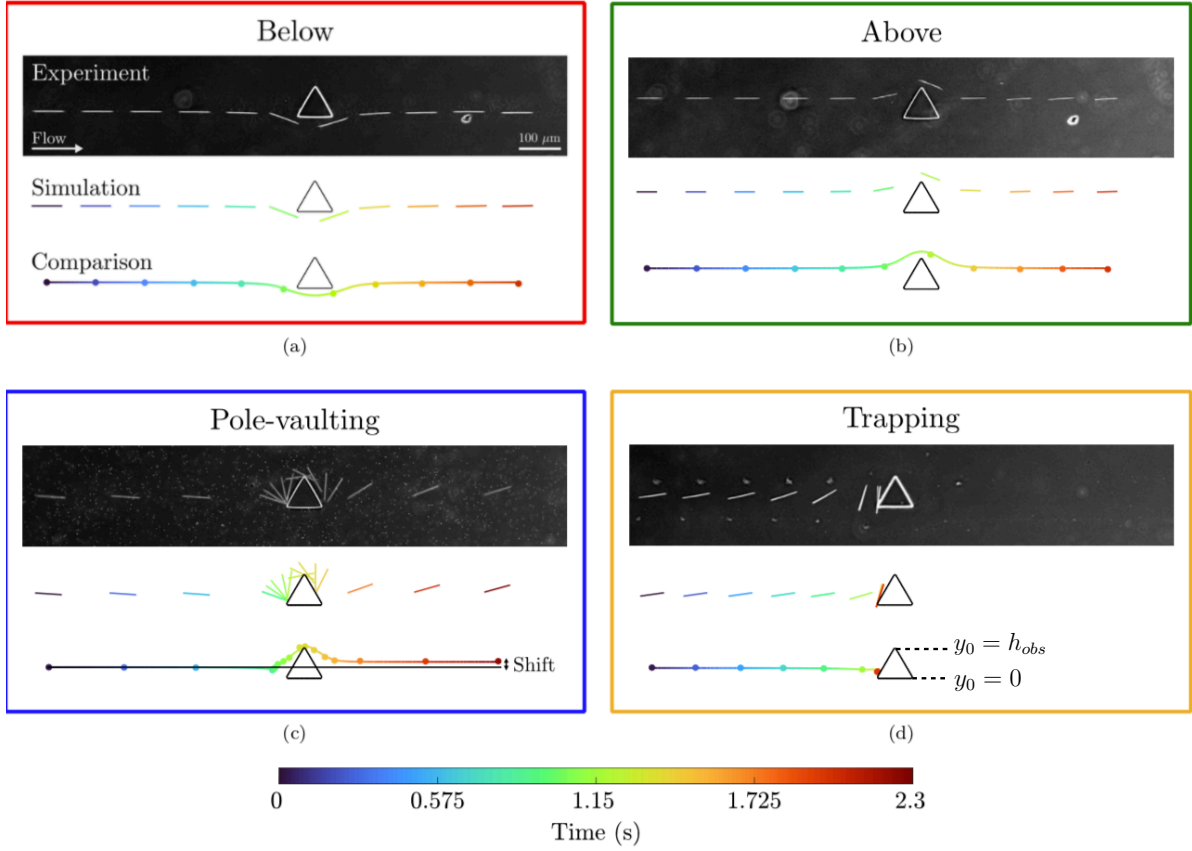 Below
Experiment
Flow
100 μm
Simulation
Comparison
(a)
Above
(b)
Pole-vaulting
Shift
(c)
Trapping
y₀ = h_obs
y₀ = 0
(d)
0 0.575 1.15 1.725 2.3
Time (s)